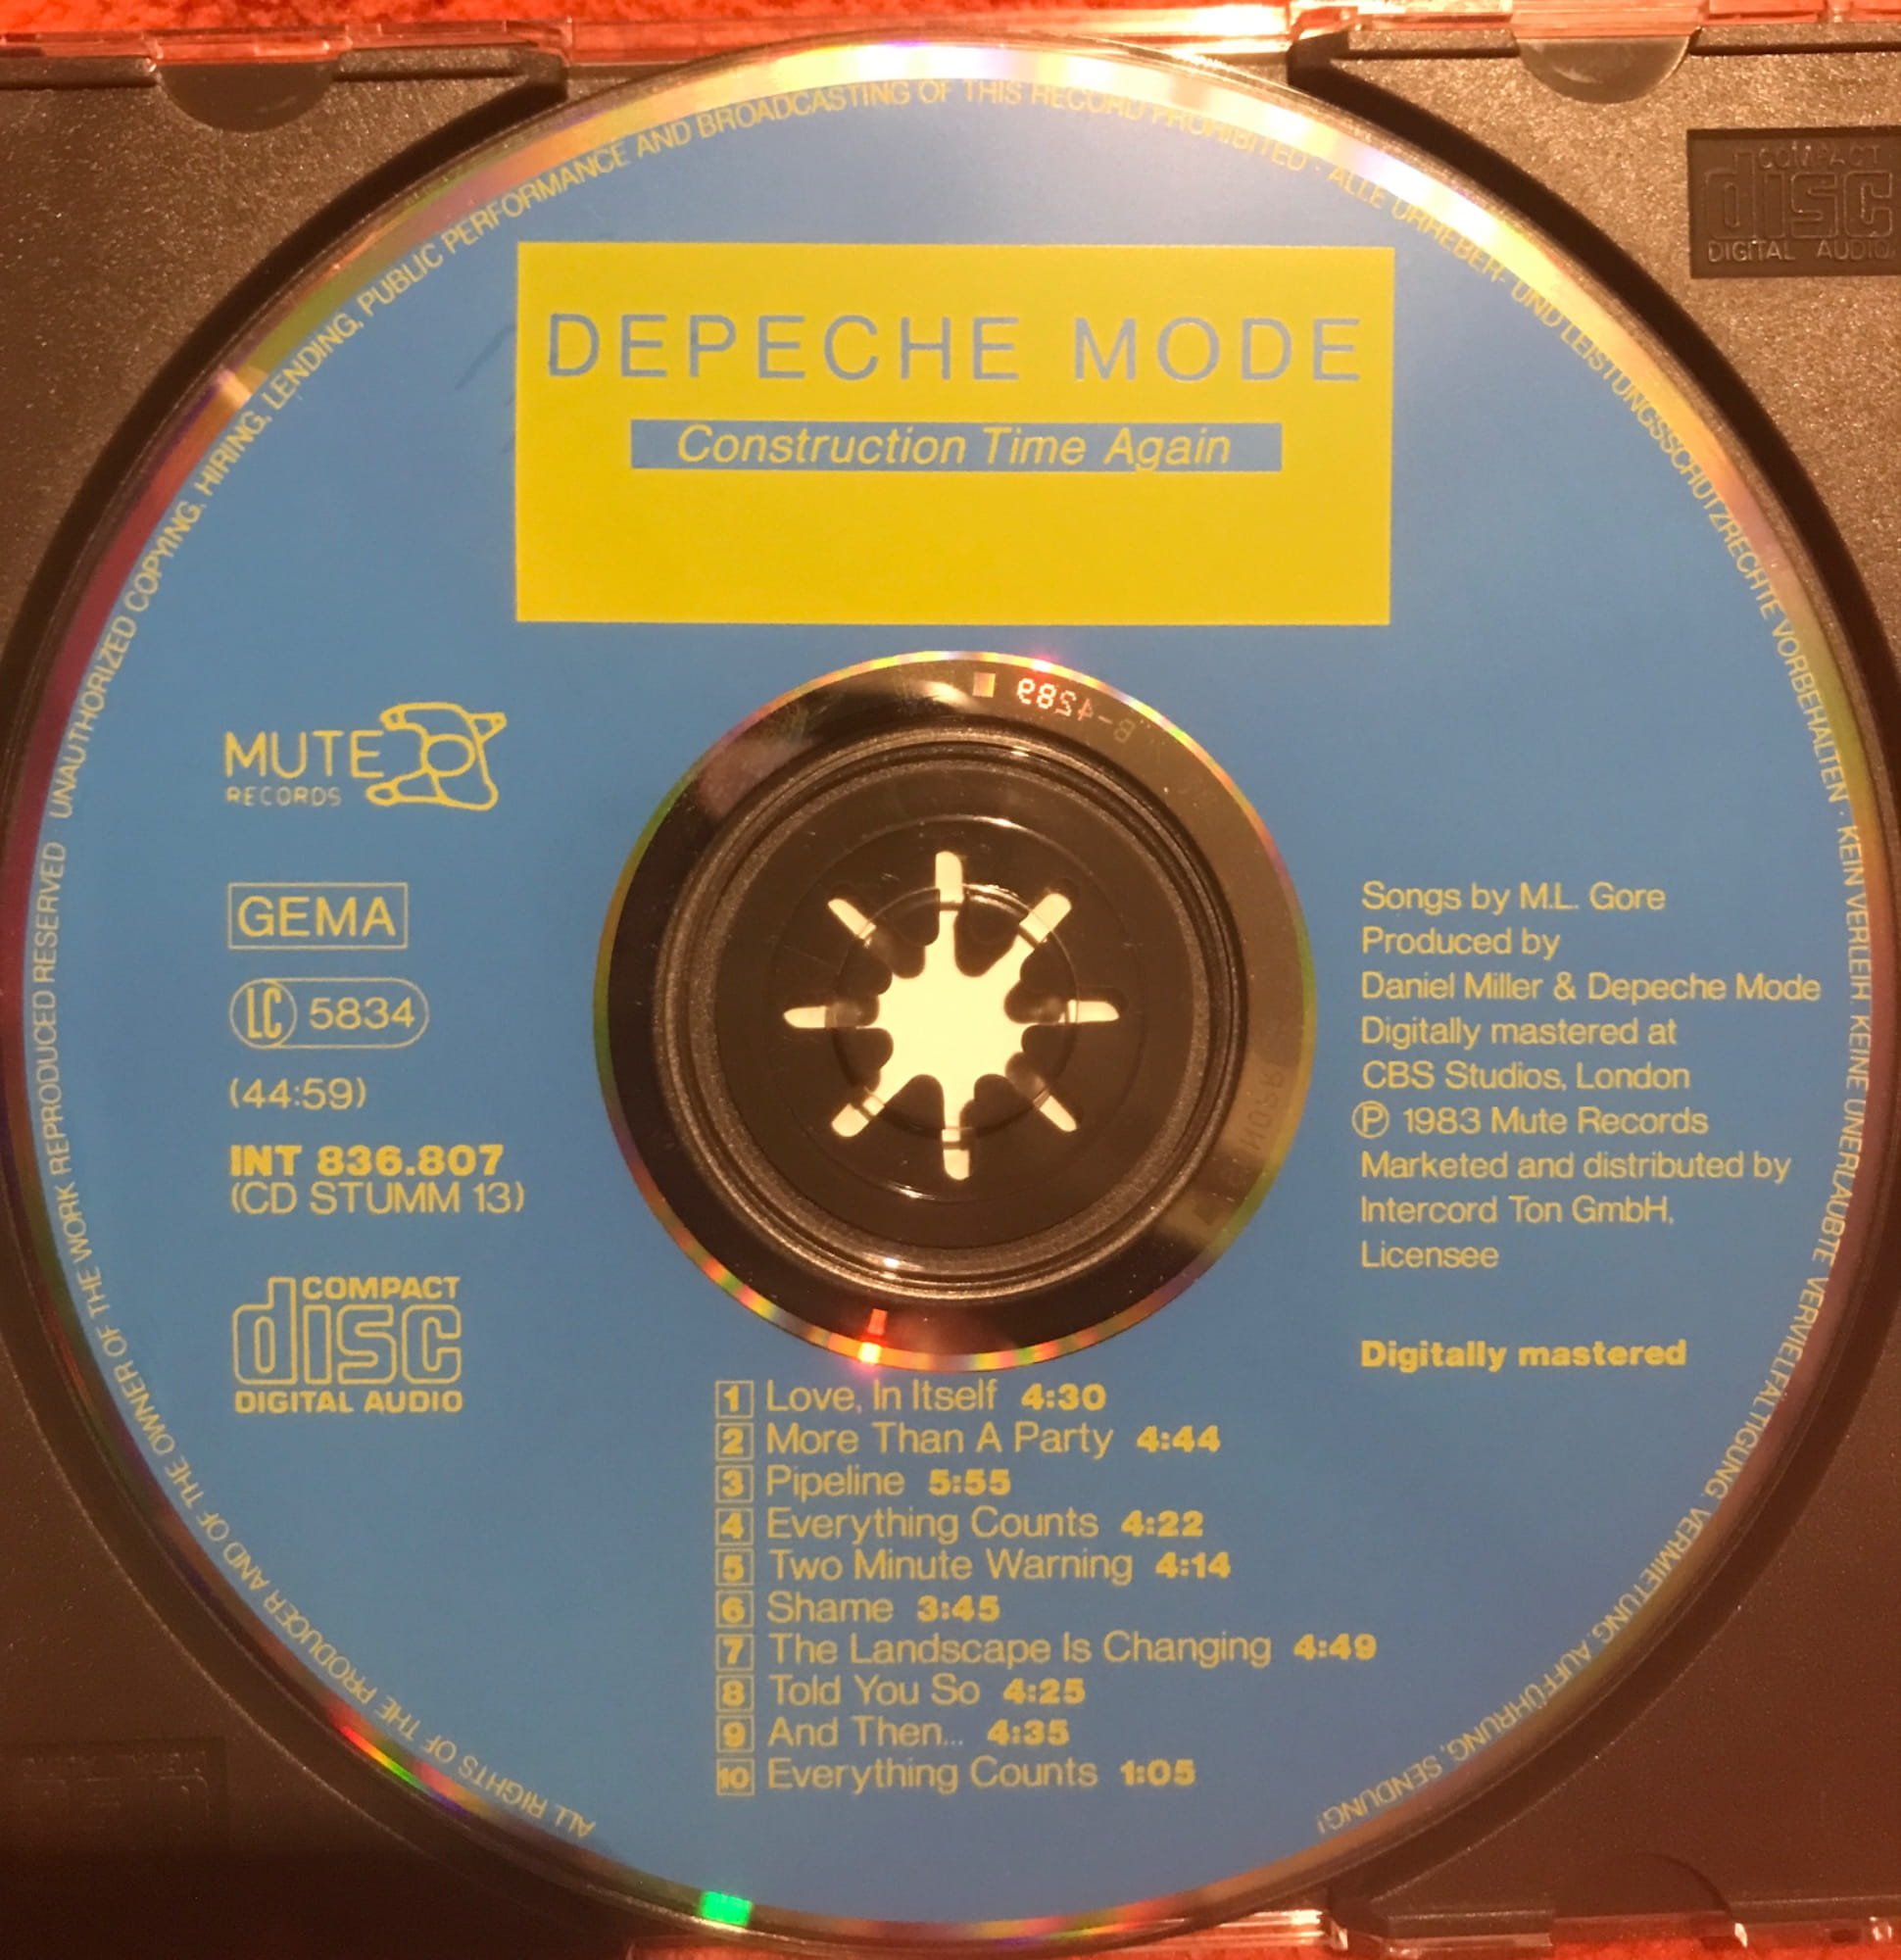 DEPECHE MODE
Construction Time Again
MUTE
RECORDS
GEMA
LC 5834
(44:59)
INT 836.807
(CD STUMM 13)
COMPACT
disc
DIGITAL AUDIO
Songs by M.L. Gore
Produced by
Daniel Miller & Depeche Mode
Digitally mastered at
CBS Studios, London
Ⓟ 1983 Mute Records
Marketed and distributed by
Intercord Ton GmbH,
Licensee
Digitally mastered
1 Love, In Itself 4:30
2 More Than A Party 4:44
3 Pipeline 5:55
4 Everything Counts 4:22
5 Two Minute Warning 4:14
6 Shame 3:45
7 The Landscape Is Changing 4:49
8 Told You So 4:25
9 And Then... 4:35
10 Everything Counts 1:05
ALL RIGHTS OF THE PRODUCER AND OF THE OWNER OF THE WORK REPRODUCED RESERVED · UNAUTHORIZED COPYING, HIRING, LENDING, PUBLIC PERFORMANCE AND BROADCASTING OF THIS RECORD PROHIBITED · ALLE URHEBER- UND LEISTUNGSSCHUTZRECHTE VORBEHALTEN · KEIN VERLEIH, KEINE UNERLAUBTE VERVIELFÄLTIGUNG, VERMIETUNG, AUFFÜHRUNG, SENDUNG!
COMPACT
disc
DIGITAL AUDIO
B-4283